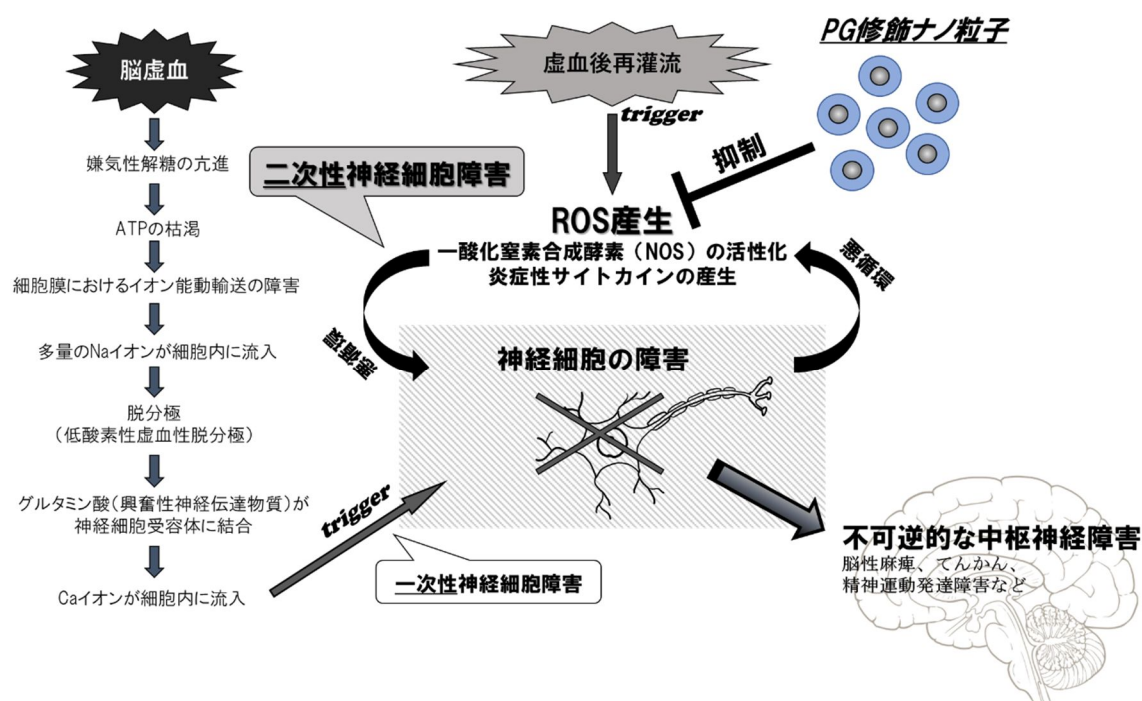 脳虚血
嫌気性解糖の亢進
ATPの枯渇
細胞膜におけるイオン能動輸送の障害
多量のNaイオンが細胞内に流入
脱分極
（低酸素性虚血性脱分極）
グルタミン酸（興奮性神経伝達物質）が
神経細胞受容体に結合
Caイオンが細胞内に流入
trigger
一次性神経細胞障害
虚血後再灌流
trigger
PG修飾ナノ粒子
抑制
二次性神経細胞障害
ROS産生
一酸化窒素合成酵素（NOS）の活性化
炎症性サイトカインの産生
悪循環
悪循環
神経細胞の障害
不可逆的な中枢神経障害
脳性麻痺、てんかん、
精神運動発達障害など